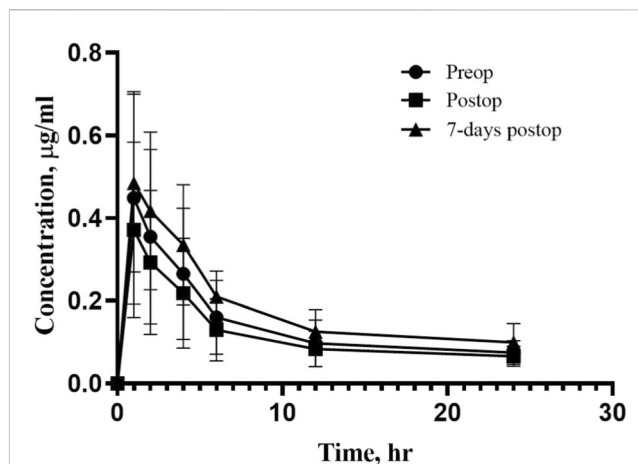 0.8
0.6
0.4
0.2
0.0
0
10
20
30
Concentration, µg/ml
Time, hr
Preop
Postop
7-days postop